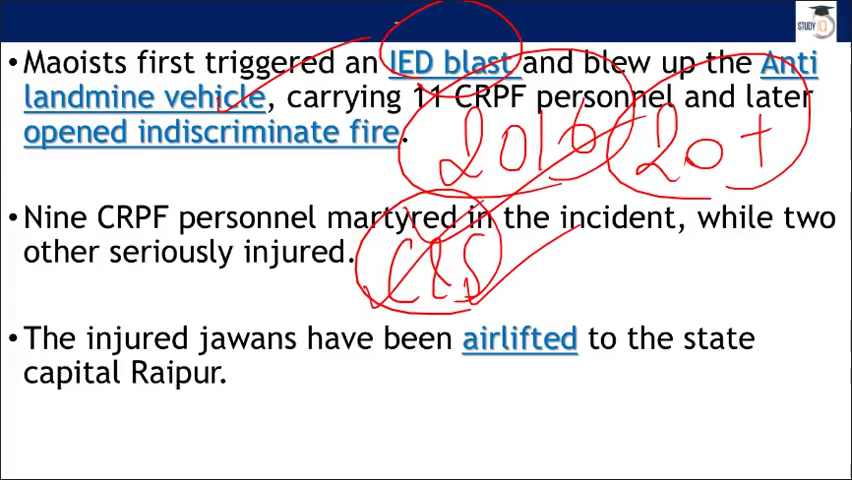 STUDY IQ
• Maoists first triggered an IED blast and blew up the Anti
landmine vehicle, carrying 11 CRPF personnel and later
opened indiscriminate fire.
2016 20+
• Nine CRPF personnel martyred in the incident, while two
other seriously injured.
• The injured jawans have been airlifted to the state
capital Raipur.